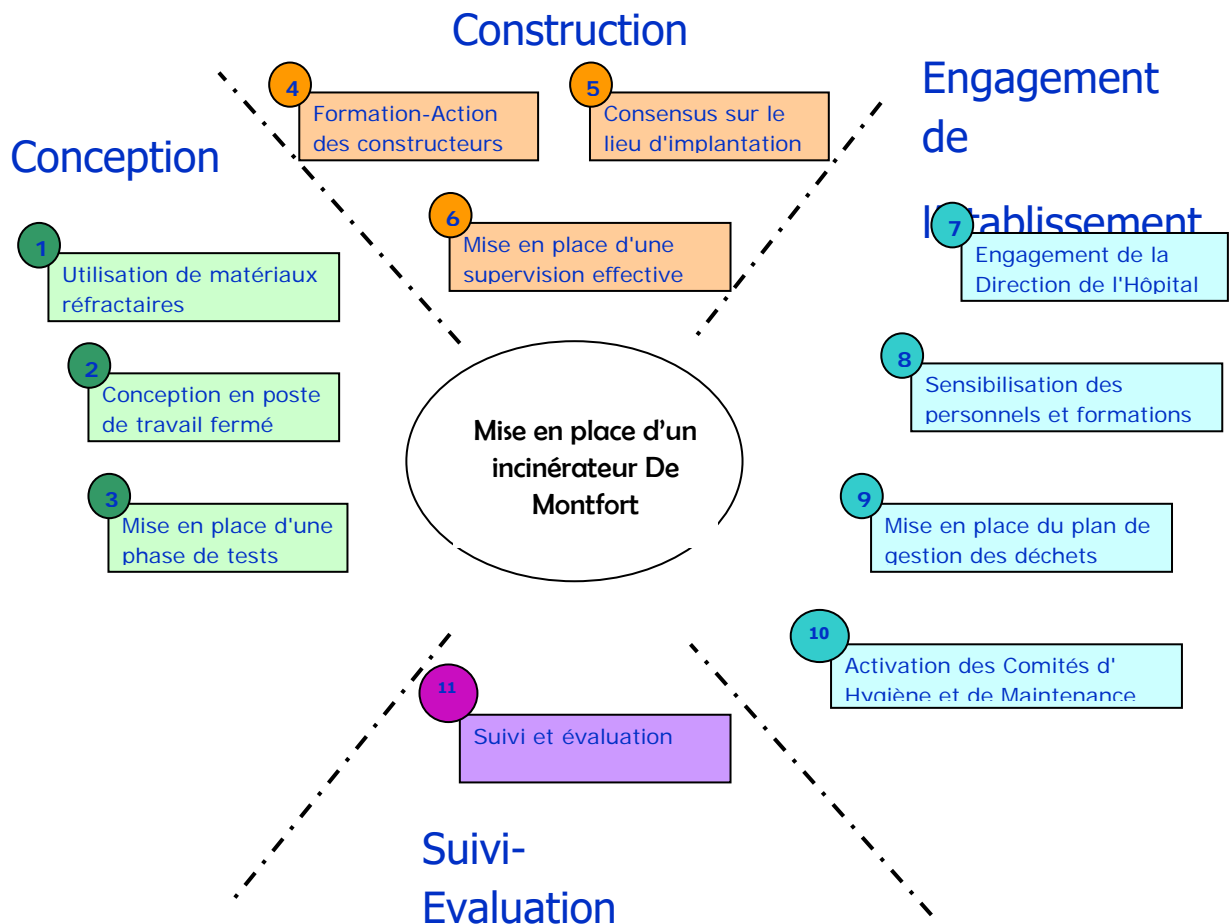 Construction
4
Formation-Action
des constructeurs
5
Consensus sur le
lieu d'implantation
6
Mise en place d'une
supervision effective
Conception
1
Utilisation de matériaux
réfractaires
2
Conception en poste
de travail fermé
3
Mise en place d'une
phase de tests
Mise en place d’un
incinérateur De
Montfort
Engagement
de
l’établissement
7
Engagement de la
Direction de l'Hôpital
8
Sensibilisation des
personnels et formations
9
Mise en place du plan de
gestion des déchets
10
Activation des Comités d'
Hygiène et de Maintenance
11
Suivi et évaluation
Suivi-
Evaluation